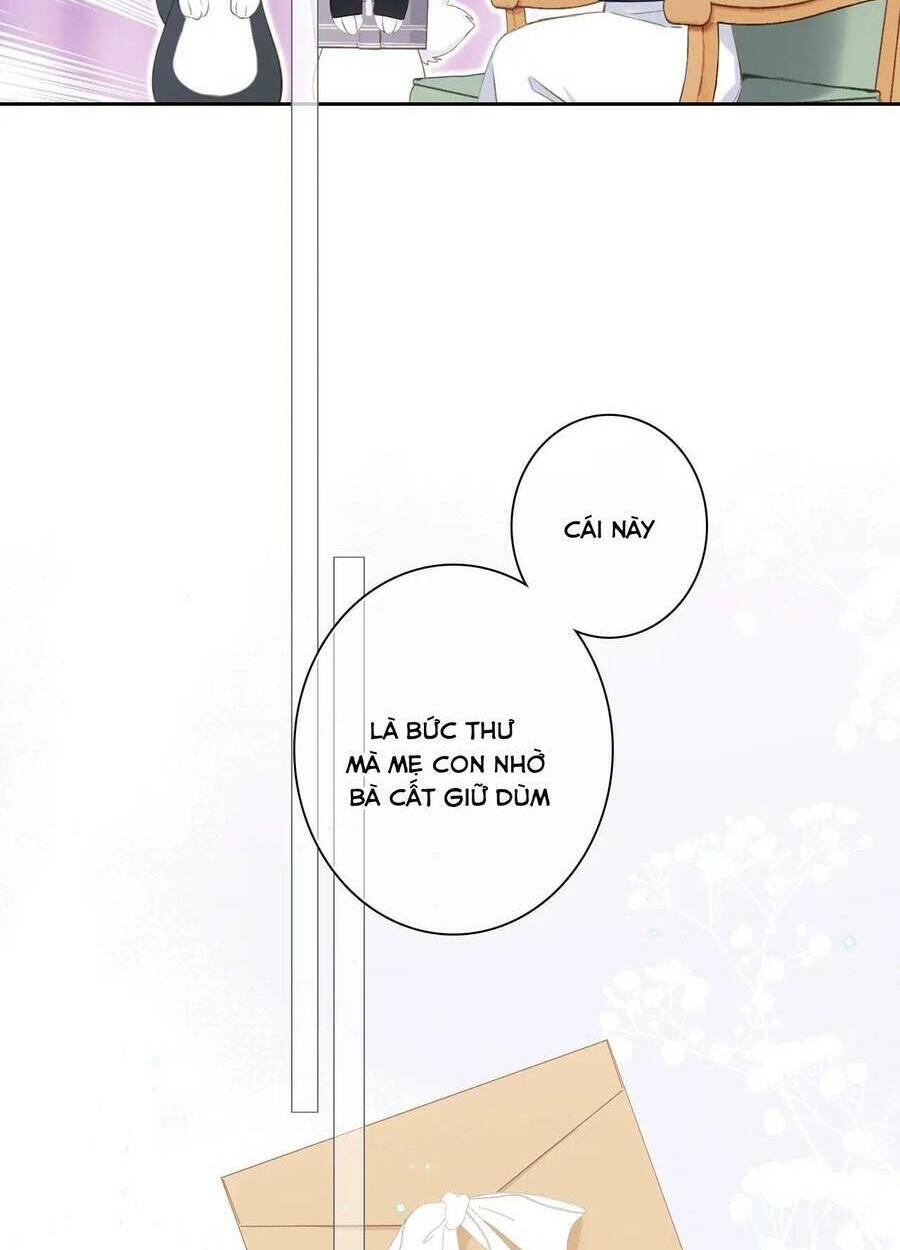 CÁI NÀY
LÀ BỨC THƯ
MÀ MẸ CON NHỜ
BÀ CẤT GIỮ DÙM